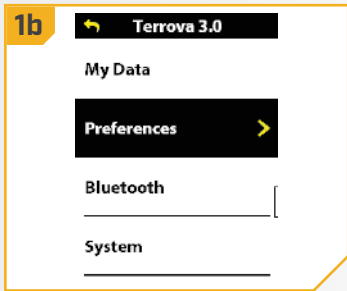 1b
Terrova 3.0
My Data
Preferences
Bluetooth
System